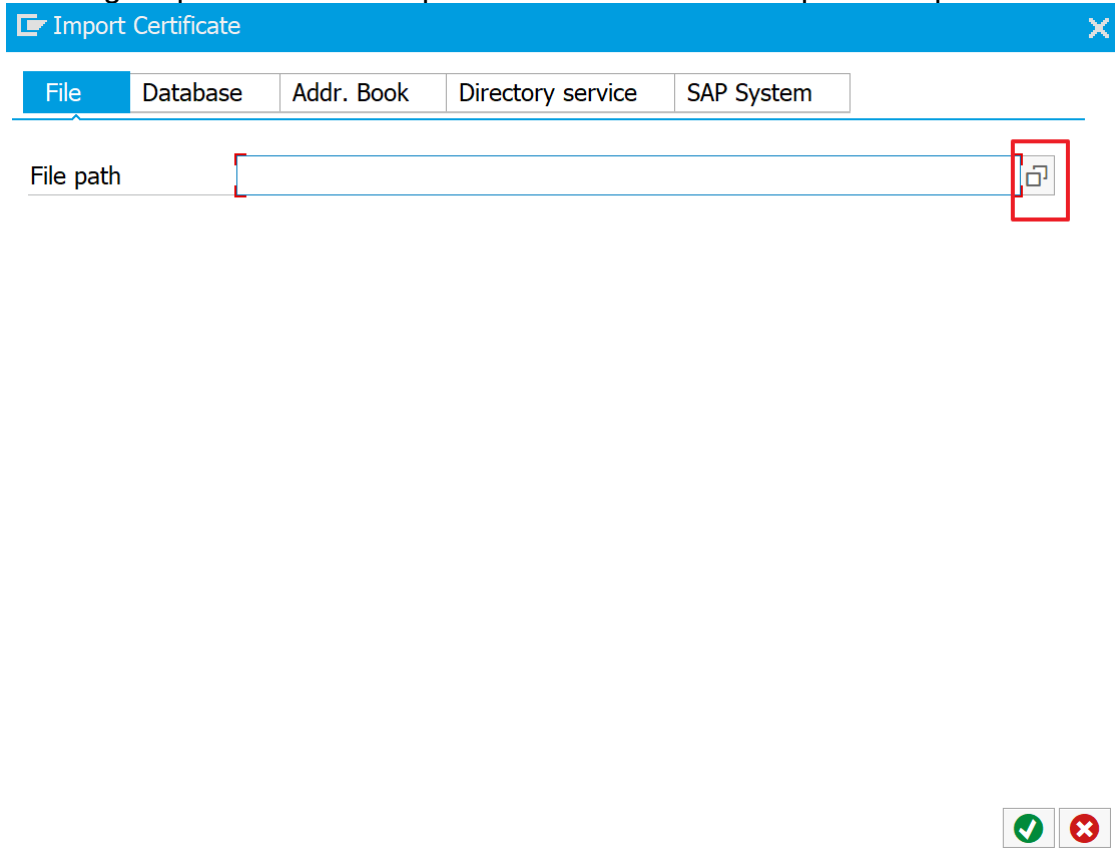 Import Certificate
File Database Addr. Book Directory service SAP System
File path